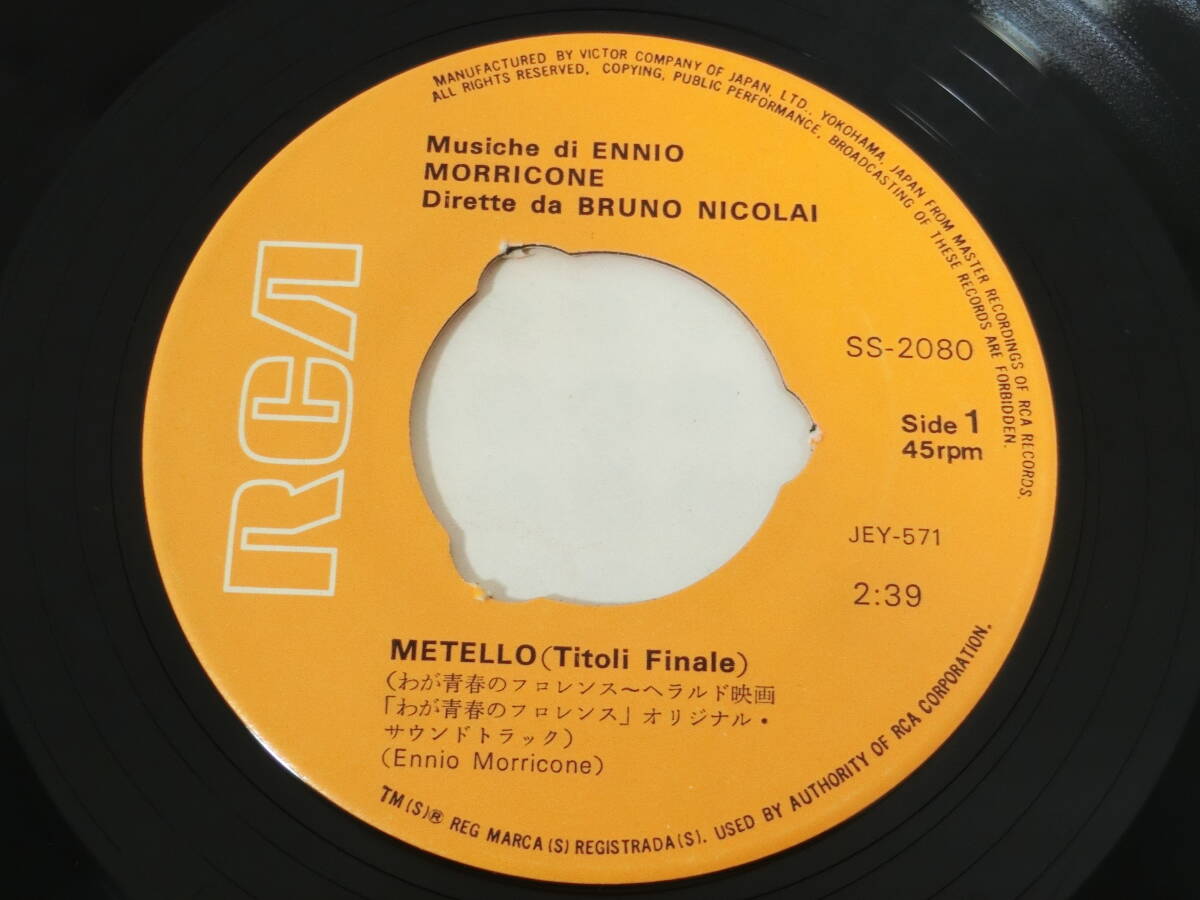 MANUFACTURED BY VICTOR COMPANY OF JAPAN, LTD., YOKOHAMA, JAPAN FROM MASTER RECORDINGS OF RCA RECORDS.
ALL RIGHTS RESERVED, COPYING, PUBLIC PERFORMANCE, BROADCASTING OF THESE RECORDS ARE FORBIDDEN.
Musiche di ENNIO
MORRICONE
Dirette da BRUNO NICOLAI
RCA
SS-2080
Side 1
45rpm
JEY-571
2:39
METELLO (Titoli Finale)
(わが青春のフロレンス〜ヘラルド映画
「わが青春のフロレンス」オリジナル・
サウンドトラック)
(Ennio Morricone)
TM(S)® REG MARCA(S) REGISTRADA(S). USED BY AUTHORITY OF RCA CORPORATION.